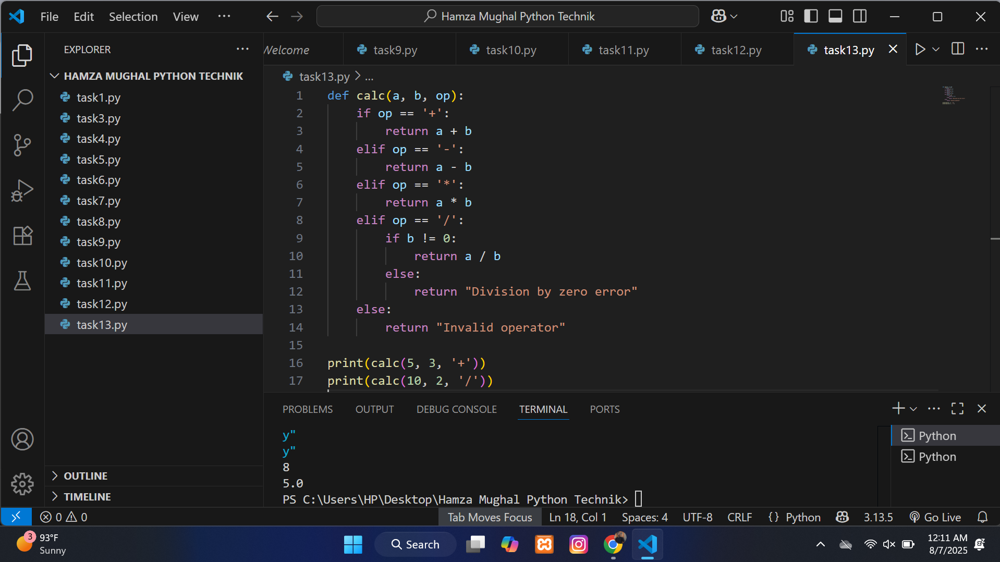 File Edit Selection View ··· Hamza Mughal Python Technik
EXPLORER ···
HAMZA MUGHAL PYTHON TECHNIK
task1.py
task3.py
task4.py
task5.py
task6.py
task7.py
task8.py
task9.py
task10.py
task11.py
task12.py
task13.py
OUTLINE
TIMELINE
Welcome task9.py task10.py task11.py task12.py task13.py
task13.py > ...
1 def calc(a, b, op):
2 if op == '+':
3 return a + b
4 elif op == '-':
5 return a - b
6 elif op == '*':
7 return a * b
8 elif op == '/':
9 if b != 0:
10 return a / b
11 else:
12 return "Division by zero error"
13 else:
14 return "Invalid operator"
15
16 print(calc(5, 3, '+'))
17 print(calc(10, 2, '/'))
PROBLEMS OUTPUT DEBUG CONSOLE TERMINAL PORTS
y"
y"
8
5.0
PS C:\Users\HP\Desktop\Hamza Mughal Python Technik>
Python
Python
0 0 Tab Moves Focus Ln 18, Col 1 Spaces: 4 UTF-8 CRLF {} Python 3.13.5 Go Live
3 93°F
Sunny
Search
12:11 AM
8/7/2025